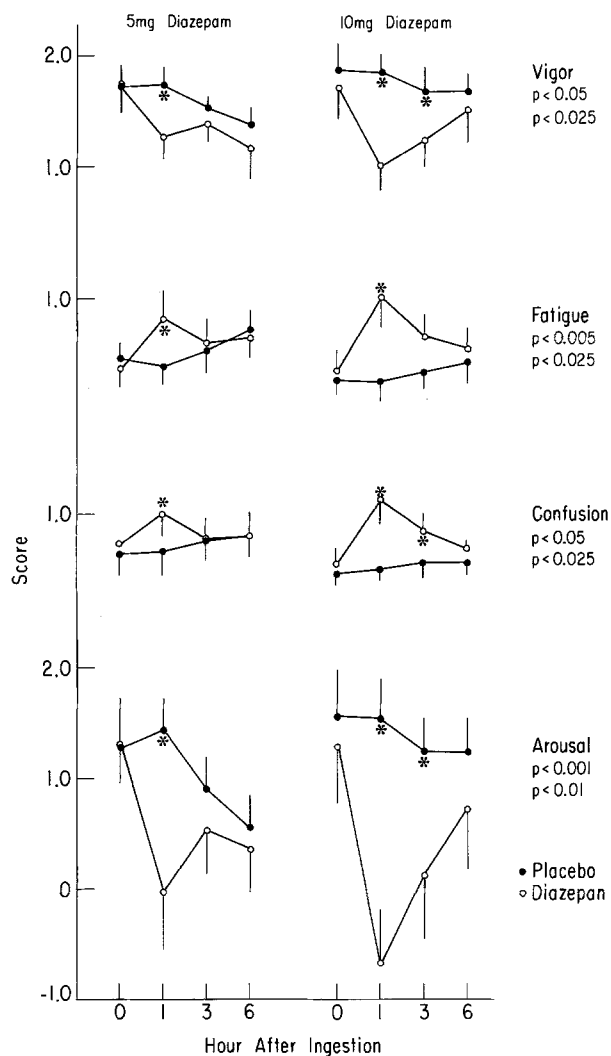 5mg Diazepam
10mg Diazepam
2.0
1.0
Vigor
p<0.05
p<0.025
1.0
Fatigue
p<0.005
p<0.025
1.0
Confusion
p<0.05
p<0.025
Score
2.0
1.0
0
-1.0
Arousal
p<0.001
p<0.01
Placebo
Diazepan
0 1 3 6
0 1 3 6
Hour After Ingestion